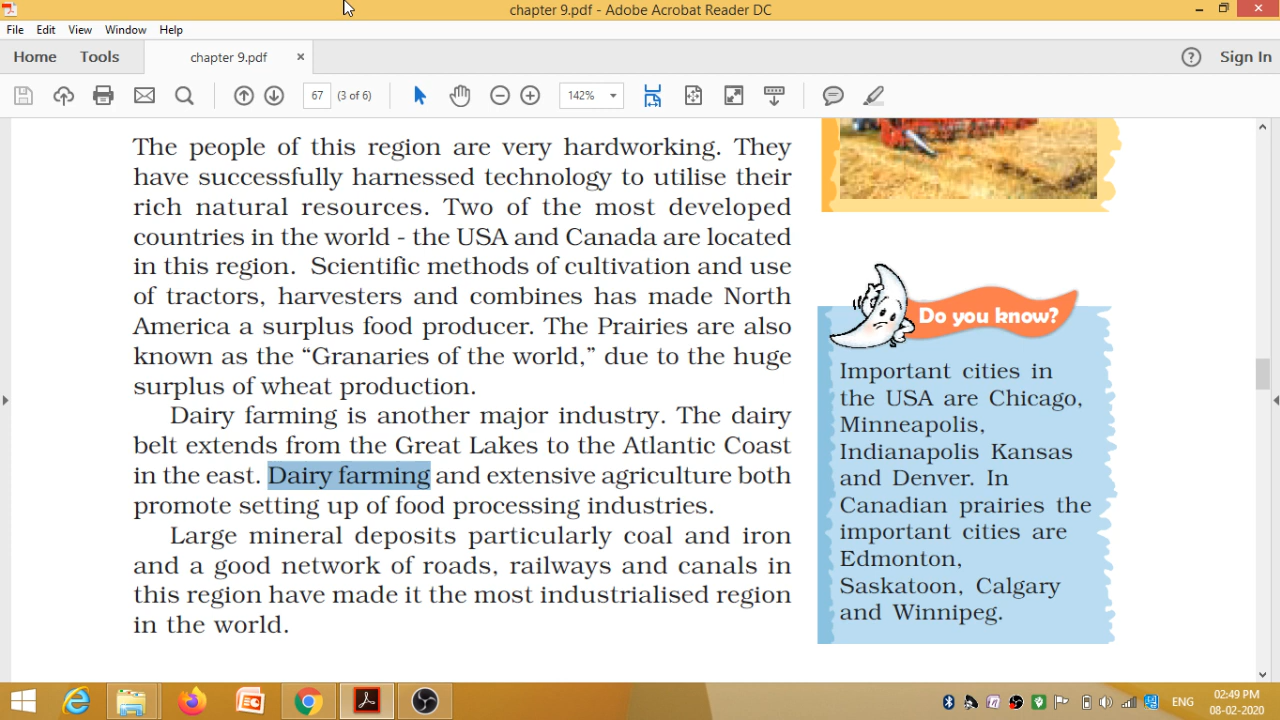 chapter 9.pdf - Adobe Acrobat Reader DC
File Edit View Window Help
Home Tools chapter 9.pdf × ? Sign In
67 (3 of 6) 142%
The people of this region are very hardworking. They
have successfully harnessed technology to utilise their
rich natural resources. Two of the most developed
countries in the world - the USA and Canada are located
in this region. Scientific methods of cultivation and use
of tractors, harvesters and combines has made North
America a surplus food producer. The Prairies are also
known as the “Granaries of the world,” due to the huge
surplus of wheat production.
Dairy farming is another major industry. The dairy
belt extends from the Great Lakes to the Atlantic Coast
in the east. Dairy farming and extensive agriculture both
promote setting up of food processing industries.
Large mineral deposits particularly coal and iron
and a good network of roads, railways and canals in
this region have made it the most industrialised region
in the world.
Do you know?
Important cities in
the USA are Chicago,
Minneapolis,
Indianapolis Kansas
and Denver. In
Canadian prairies the
important cities are
Edmonton,
Saskatoon, Calgary
and Winnipeg.
ENG
02:49 PM
08-02-2020